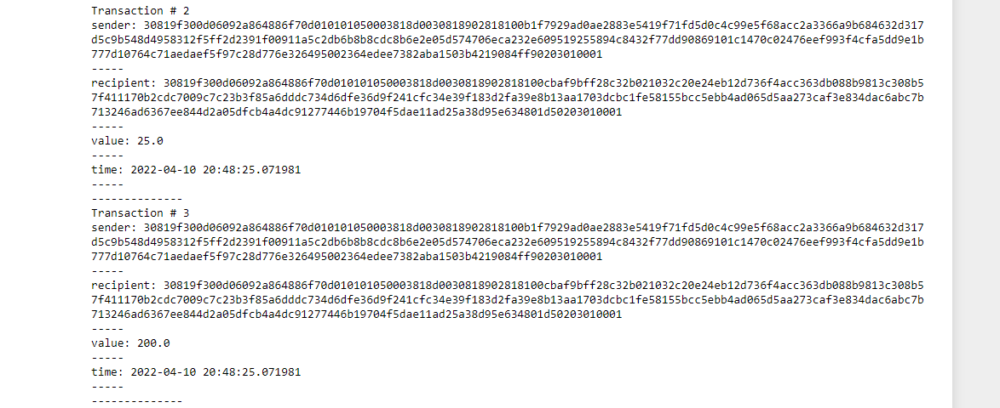 Transaction # 2
sender: 30819f300d06092a864886f70d010101050003818d0030818902818100b1f7929ad0ae2883e5419f71fd5d0c4c99e5f68acc2a3366a9b684632d317
d5c9b548d4958312f5ff2d2391f00911a5c2db6b8b8cdc8b6e2e05d574706eca232e609519255894c8432f77dd90869101c1470c02476eef993f4cfa5dd9e1b
777d10764c71aedaef5f97c28d776e326495002364edee7382aba1503b4219084ff90203010001
-----
recipient: 30819f300d06092a864886f70d010101050003818d0030818902818100cbaf9bff28c32b021032c20e24eb12d736f4acc363db088b9813c308b5
7f411170b2cdc7009c7c23b3f85a6dddc734d6dfe36d9f241cfc34e39f183d2fa39e8b13aa1703dcbc1fe58155bcc5ebb4ad065d5aa273caf3e834dac6abc7b
713246ad6367ee844d2a05dfcb4a4dc91277446b19704f5dae11ad25a38d95e634801d50203010001
-----
value: 25.0
-----
time: 2022-04-10 20:48:25.071981
-----
--------------
Transaction # 3
sender: 30819f300d06092a864886f70d010101050003818d0030818902818100b1f7929ad0ae2883e5419f71fd5d0c4c99e5f68acc2a3366a9b684632d317
d5c9b548d4958312f5ff2d2391f00911a5c2db6b8b8cdc8b6e2e05d574706eca232e609519255894c8432f77dd90869101c1470c02476eef993f4cfa5dd9e1b
777d10764c71aedaef5f97c28d776e326495002364edee7382aba1503b4219084ff90203010001
-----
recipient: 30819f300d06092a864886f70d010101050003818d0030818902818100cbaf9bff28c32b021032c20e24eb12d736f4acc363db088b9813c308b5
7f411170b2cdc7009c7c23b3f85a6dddc734d6dfe36d9f241cfc34e39f183d2fa39e8b13aa1703dcbc1fe58155bcc5ebb4ad065d5aa273caf3e834dac6abc7b
713246ad6367ee844d2a05dfcb4a4dc91277446b19704f5dae11ad25a38d95e634801d50203010001
-----
value: 200.0
-----
time: 2022-04-10 20:48:25.071981
-----
--------------